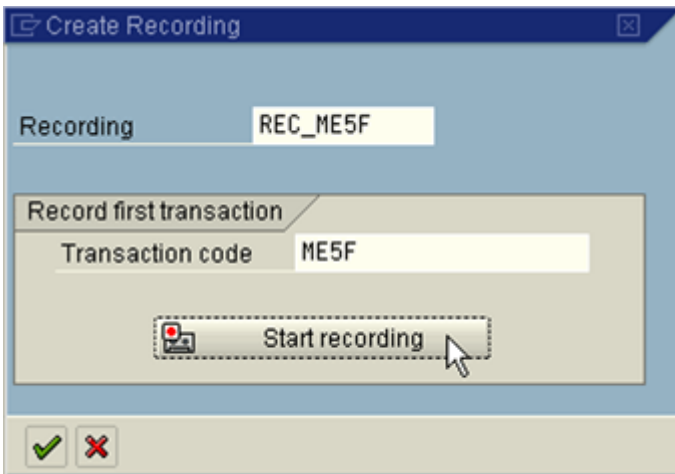 Create Recording
Recording REC_ME5F
Record first transaction
Transaction code ME5F
Start recording